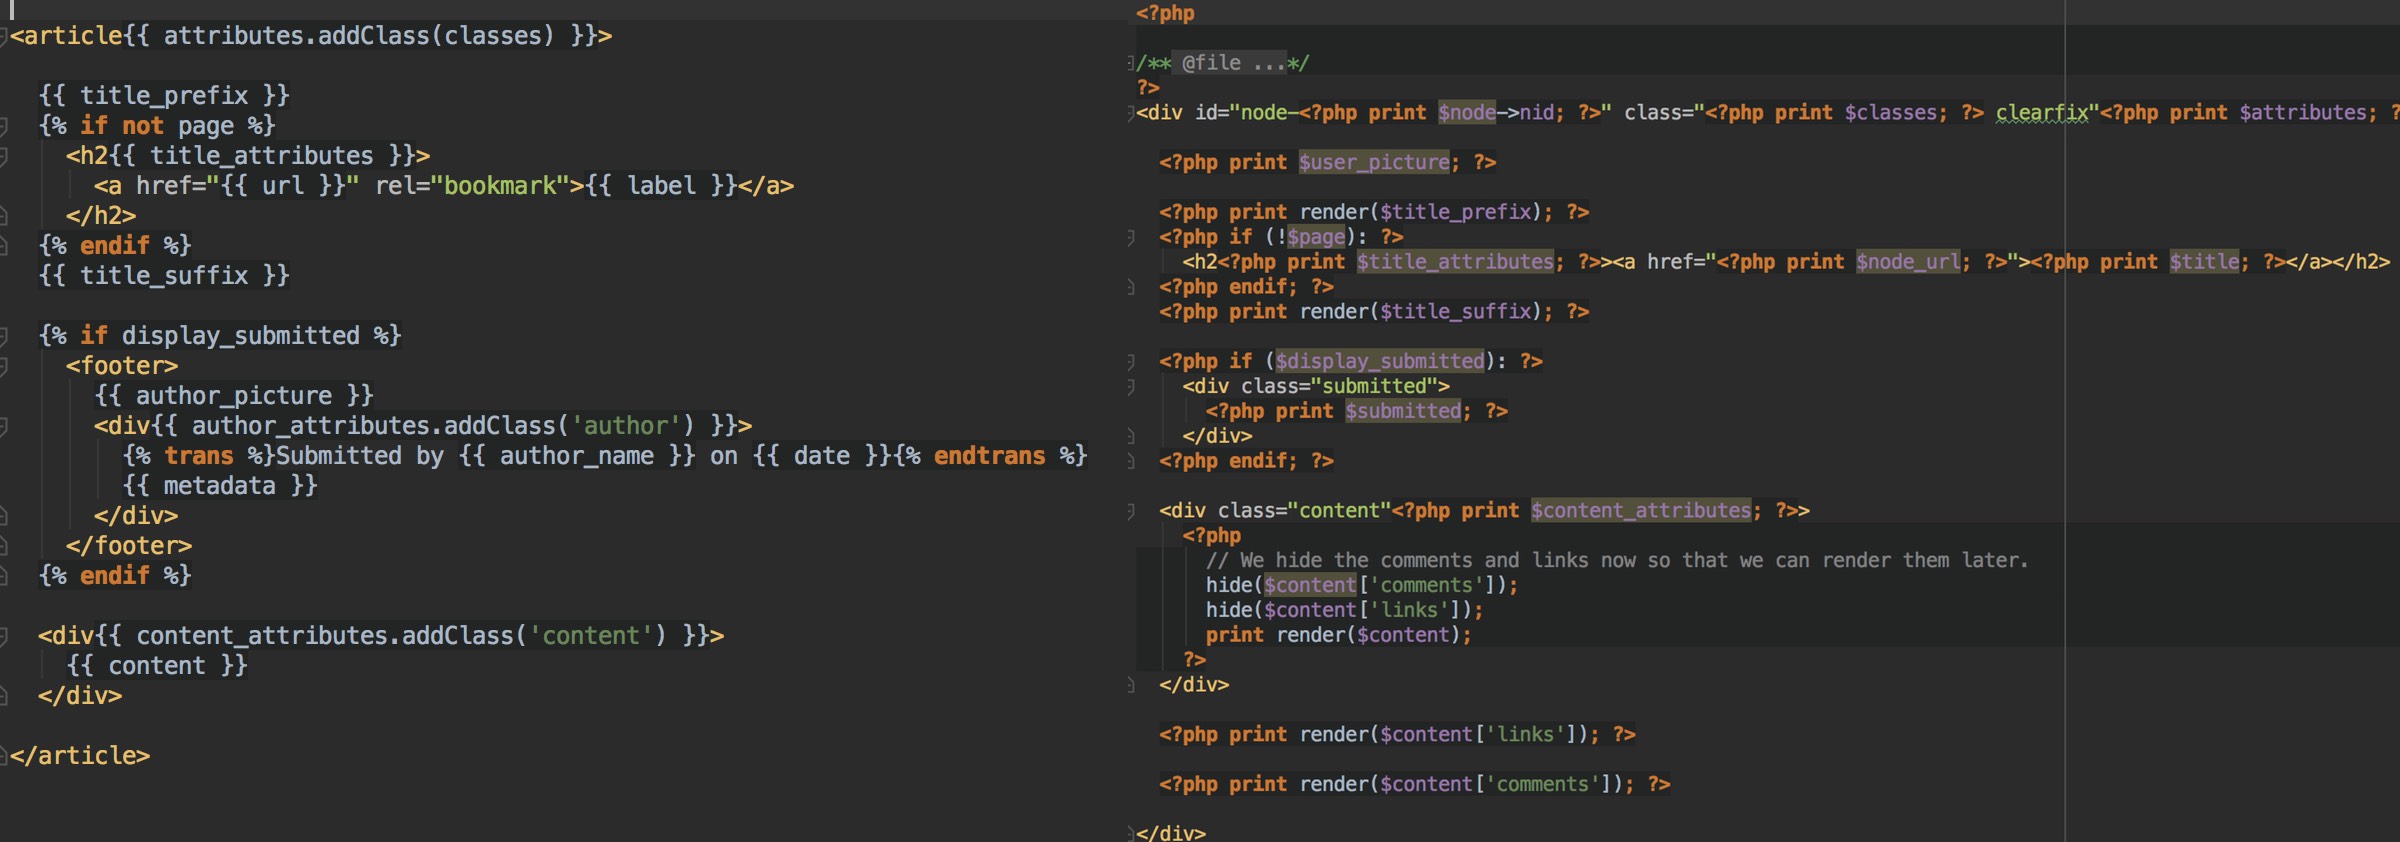 <article{{ attributes.addClass(classes) }}>
{{ title_prefix }}
{% if not page %}
<h2{{ title_attributes }}>
<a href="{{ url }}" rel="bookmark">{{ label }}</a>
</h2>
{% endif %}
{{ title_suffix }}
{% if display_submitted %}
<footer>
{{ author_picture }}
<div{{ author_attributes.addClass('author') }}>
{% trans %}Submitted by {{ author_name }} on {{ date }}{% endtrans %}
{{ metadata }}
</div>
</footer>
{% endif %}
<div{{ content_attributes.addClass('content') }}>
{{ content }}
</div>
</article>
<?php
/** @file ...*/
?>
<div id="node-<?php print $node->nid; ?>" class="<?php print $classes; ?> clearfix"<?php print $attributes; ?
<?php print $user_picture; ?>
<?php print render($title_prefix); ?>
<?php if (!$page): ?>
<h2<?php print $title_attributes; ?>><a href="<?php print $node_url; ?>"><?php print $title; ?></a></h2>
<?php endif; ?>
<?php print render($title_suffix); ?>
<?php if ($display_submitted): ?>
<div class="submitted">
<?php print $submitted; ?>
</div>
<?php endif; ?>
<div class="content"<?php print $content_attributes; ?>>
<?php
// We hide the comments and links now so that we can render them later.
hide($content['comments']);
hide($content['links']);
print render($content);
?>
</div>
<?php print render($content['links']); ?>
<?php print render($content['comments']); ?>
</div>